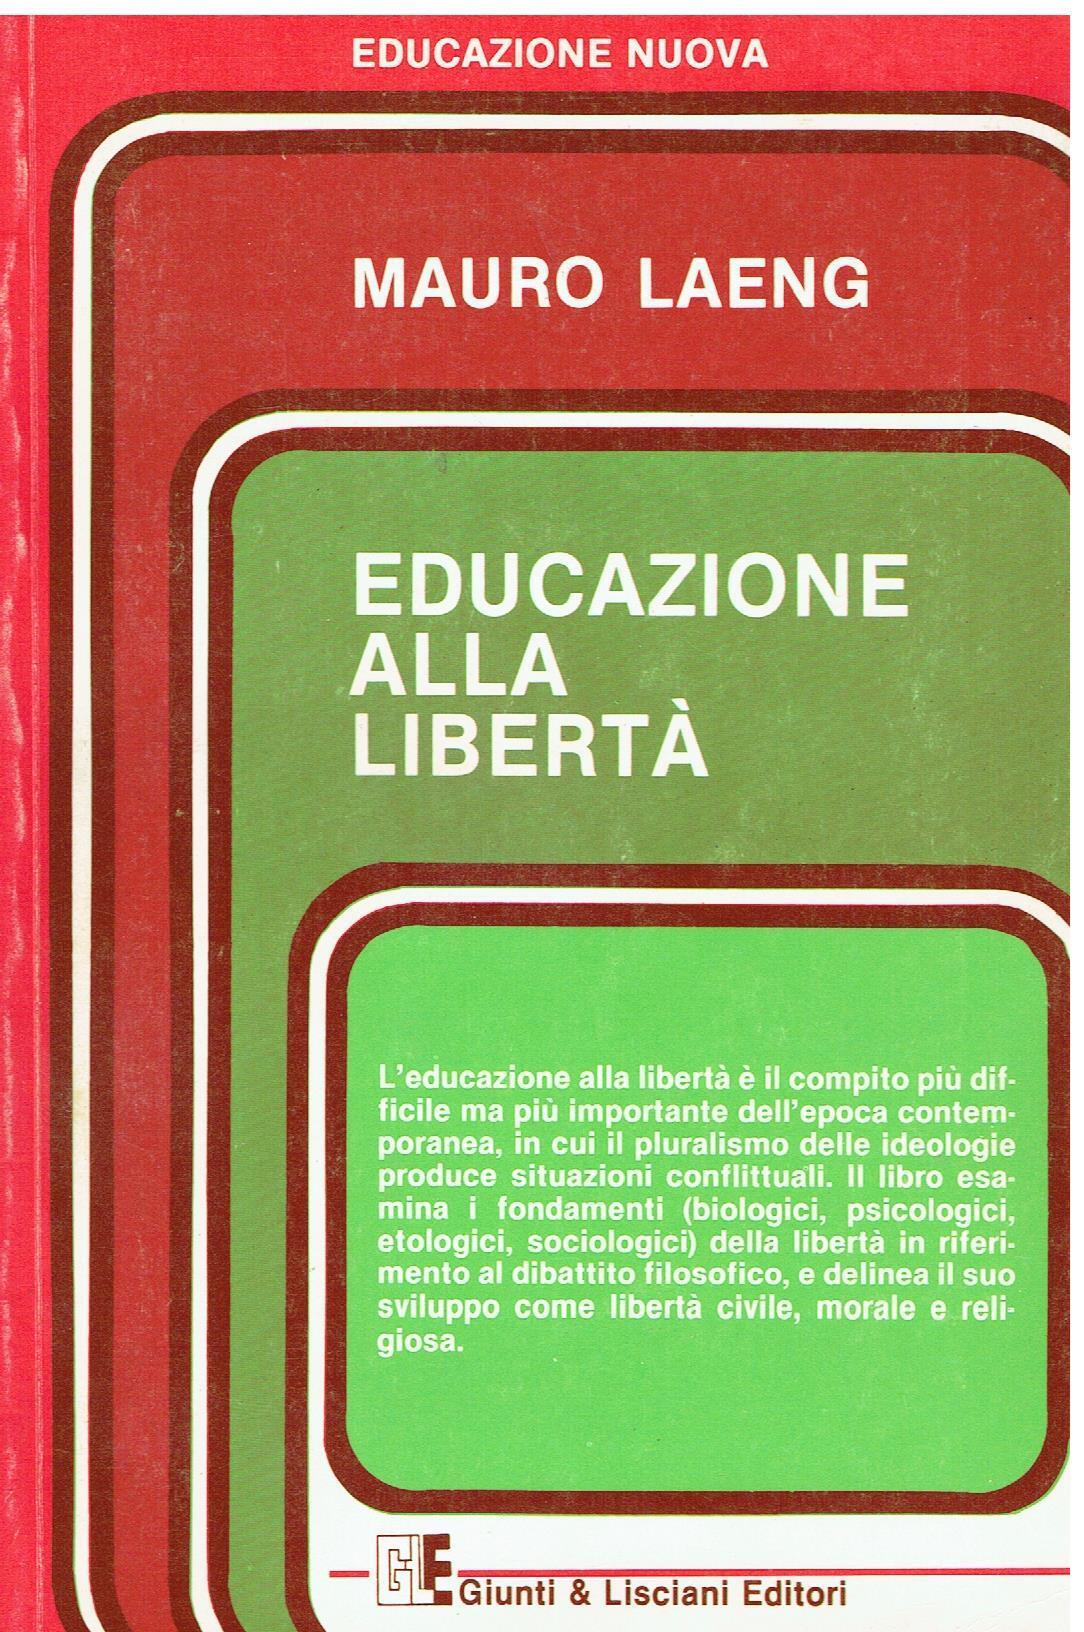 EDUCAZIONE NUOVA
MAURO LAENG
EDUCAZIONE
ALLA
LIBERTÀ
L'educazione alla libertà è il compito più dif-
ficile ma più importante dell'epoca contem-
poranea, in cui il pluralismo delle ideologie
produce situazioni conflittuali. Il libro esa-
mina i fondamenti (biologici, psicologici,
etologici, sociologici) della libertà in riferi-
mento al dibattito filosofico, e delinea il suo
sviluppo come libertà civile, morale e reli-
giosa.
GLE
Giunti & Lisciani Editori